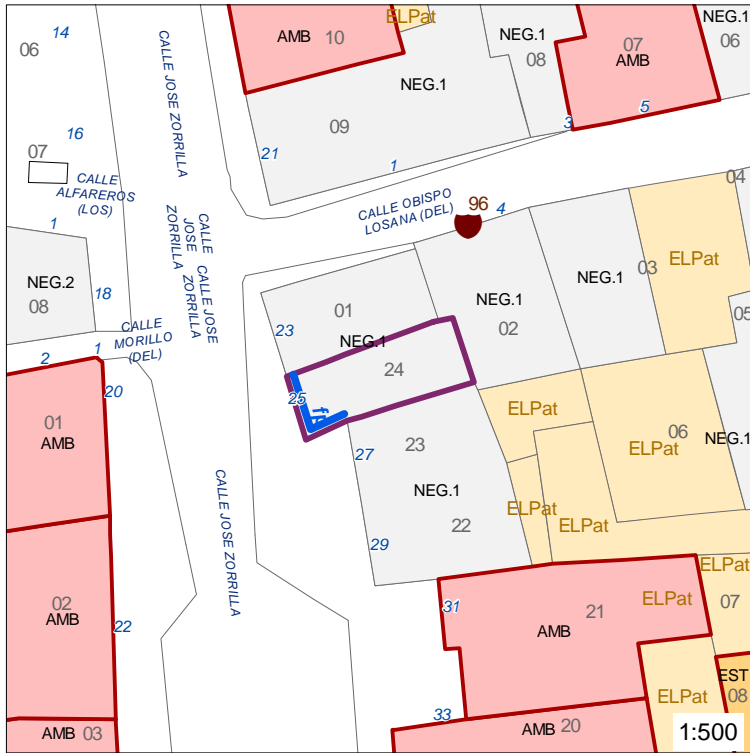 14
06
16
07
CALLE
ALFAREROS
(LOS)
1
NEG.2
08
18
CALLE JOSE ZORRILLA
CALLE
JOSE
ZORRILLA
CALLE JOSE
ZORRILLA
CALLE
MORILLO
(DEL)
2
1
20
01
AMB
02
AMB
22
AMB 03
CALLE JOSE ZORRILLA
AMB 10
ELPat
NEG.1
09
21
1
NEG.1
08
3
07
AMB
5
NEG.1
06
CALLE OBISPO
LOSANA (DEL)
96
4
04
ELPat
03
NEG.1
05
01
23
NEG.1
NEG.1
02
24
25
27
23
NEG.1
22
29
ELPat
ELPat
ELPat
06
ELPat
NEG.1
ELPat
07
31
21
ELPat
AMB
33
AMB 20
ELPat
EST
08
1:500